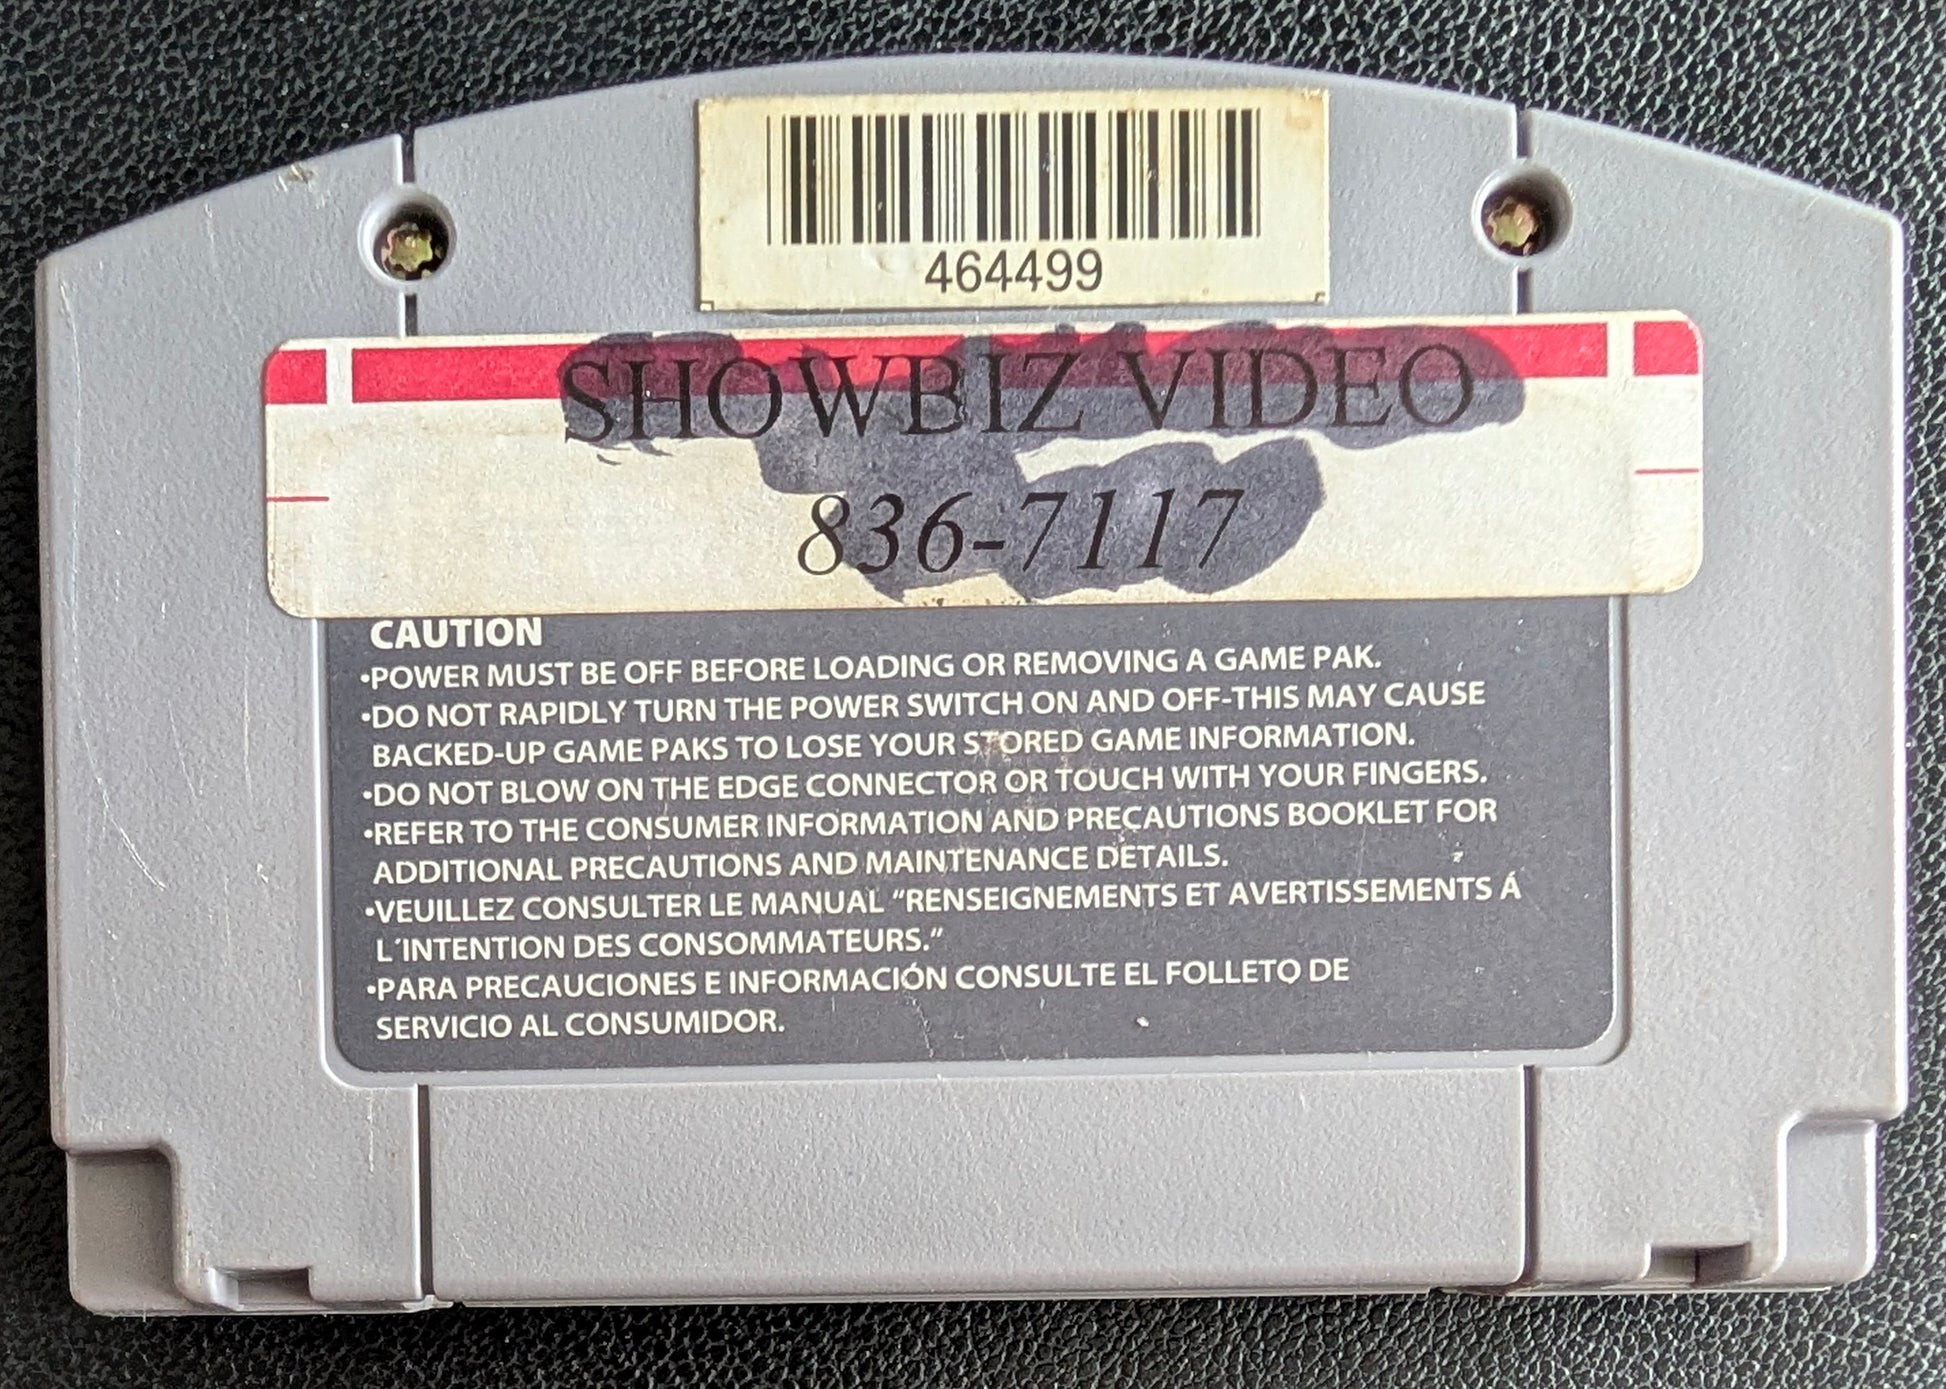 464499
SHOWBIZ VIDEO
836-7117
CAUTION
•POWER MUST BE OFF BEFORE LOADING OR REMOVING A GAME PAK.
•DO NOT RAPIDLY TURN THE POWER SWITCH ON AND OFF-THIS MAY CAUSE
BACKED-UP GAME PAKS TO LOSE YOUR STORED GAME INFORMATION.
•DO NOT BLOW ON THE EDGE CONNECTOR OR TOUCH WITH YOUR FINGERS.
•REFER TO THE CONSUMER INFORMATION AND PRECAUTIONS BOOKLET FOR
ADDITIONAL PRECAUTIONS AND MAINTENANCE DETAILS.
•VEUILLEZ CONSULTER LE MANUAL “RENSEIGNEMENTS ET AVERTISSEMENTS Á
L´INTENTION DES CONSOMMATEURS.”
•PARA PRECAUCIONES E INFORMACIÓN CONSULTE EL FOLLETO DE
SERVICIO AL CONSUMIDOR.